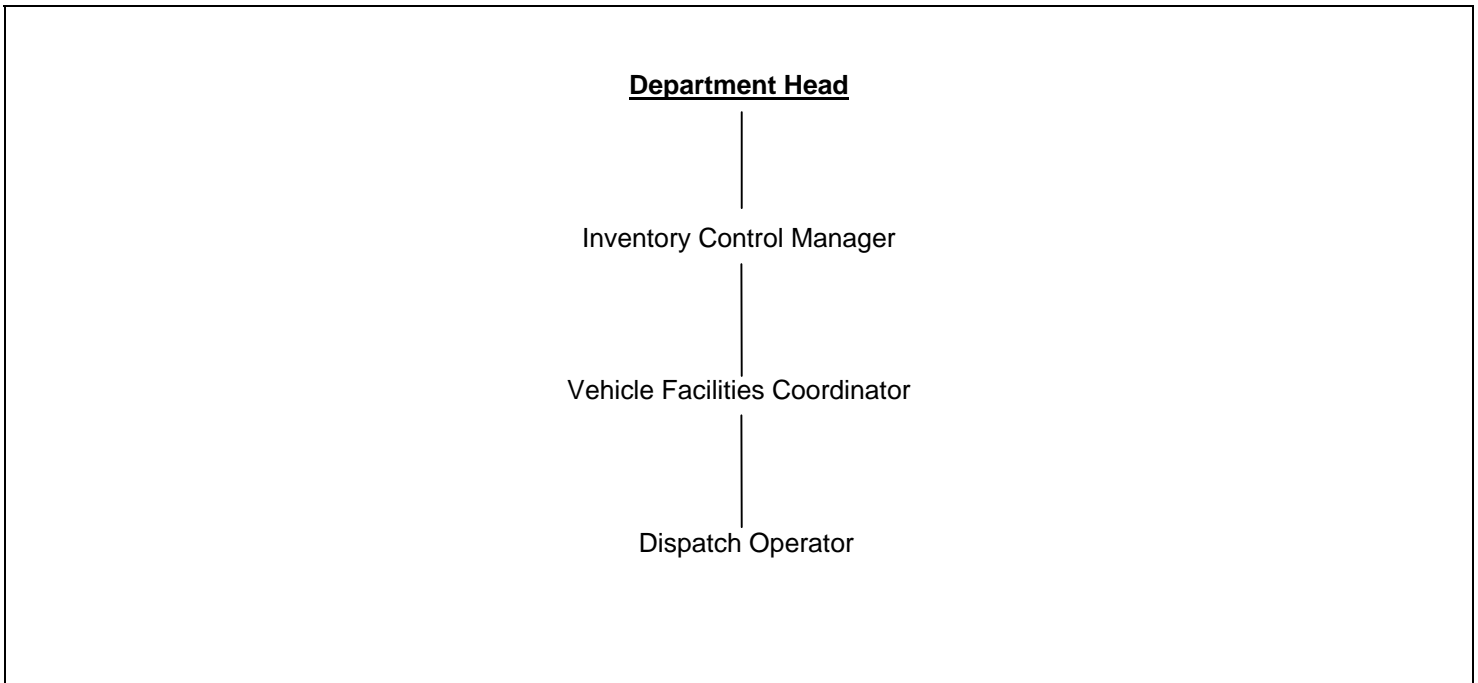 Department Head
Inventory Control Manager
Vehicle Facilities Coordinator
Dispatch Operator